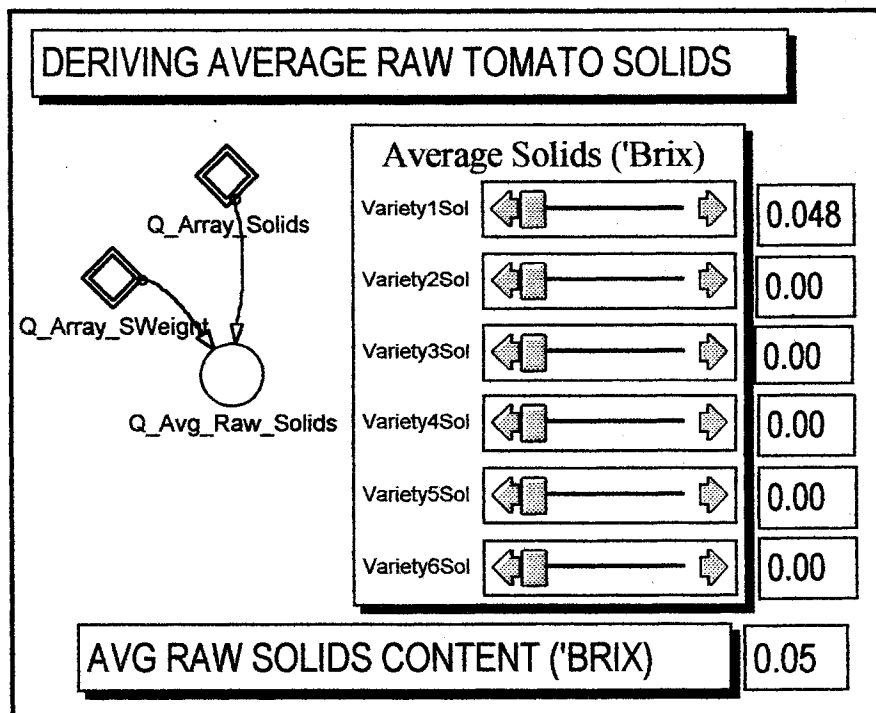 DERIVING AVERAGE RAW TOMATO SOLIDS
Q_Array_Solids
Q_Array_SWeight
Q_Avg_Raw_Solids
Average Solids ('Brix)
Variety1Sol 0.048
Variety2Sol 0.00
Variety3Sol 0.00
Variety4Sol 0.00
Variety5Sol 0.00
Variety6Sol 0.00
AVG RAW SOLIDS CONTENT ('BRIX) 0.05